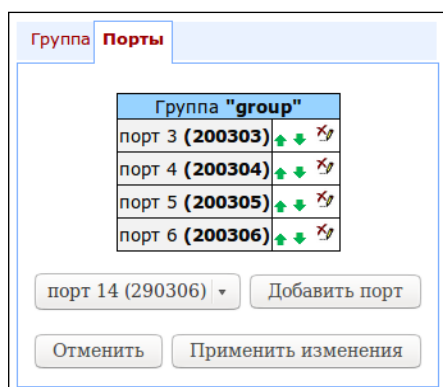 Группа Порты
Группа "group"
порт 3 (200303)
порт 4 (200304)
порт 5 (200305)
порт 6 (200306)
порт 14 (290306) Добавить порт
Отменить Применить изменения